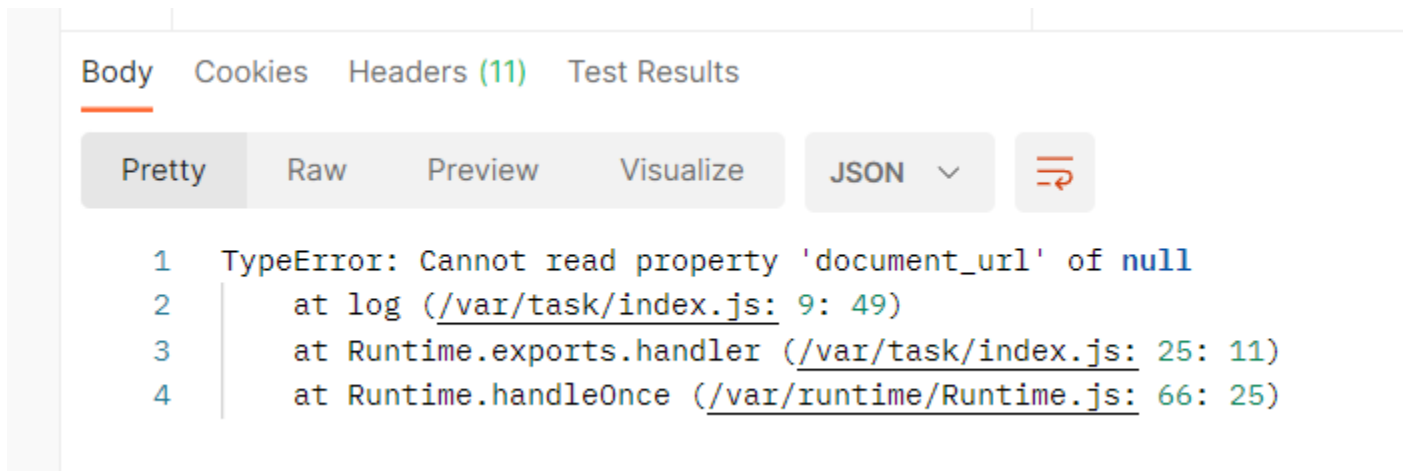 Body Cookies Headers (11) Test Results
Pretty Raw Preview Visualize JSON
1 TypeError: Cannot read property 'document_url' of null
2 at log (/var/task/index.js: 9: 49)
3 at Runtime.exports.handler (/var/task/index.js: 25: 11)
4 at Runtime.handleOnce (/var/runtime/Runtime.js: 66: 25)